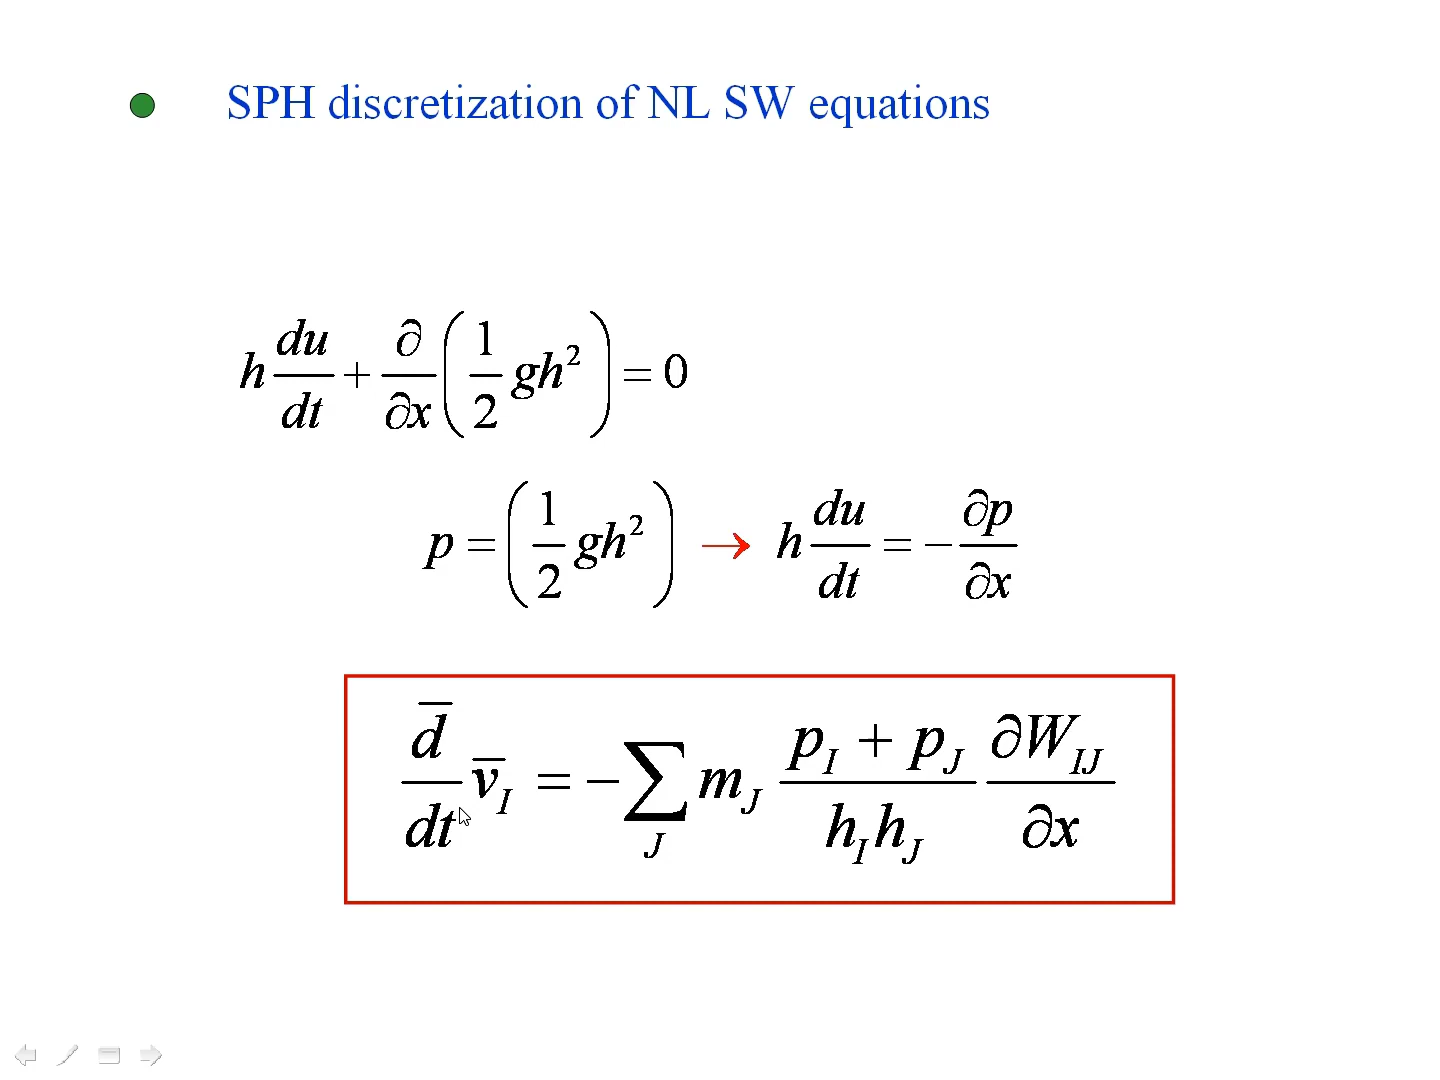 SPH discretization of NL SW equations
h du/dt + ∂/∂x (1/2 gh²) = 0
p = (1/2 gh²) → h du/dt = − ∂p/∂x
d̅/dt v̅_I = − ∑_J m_J (p_I + p_J)/(h_I h_J) ∂W_IJ/∂x